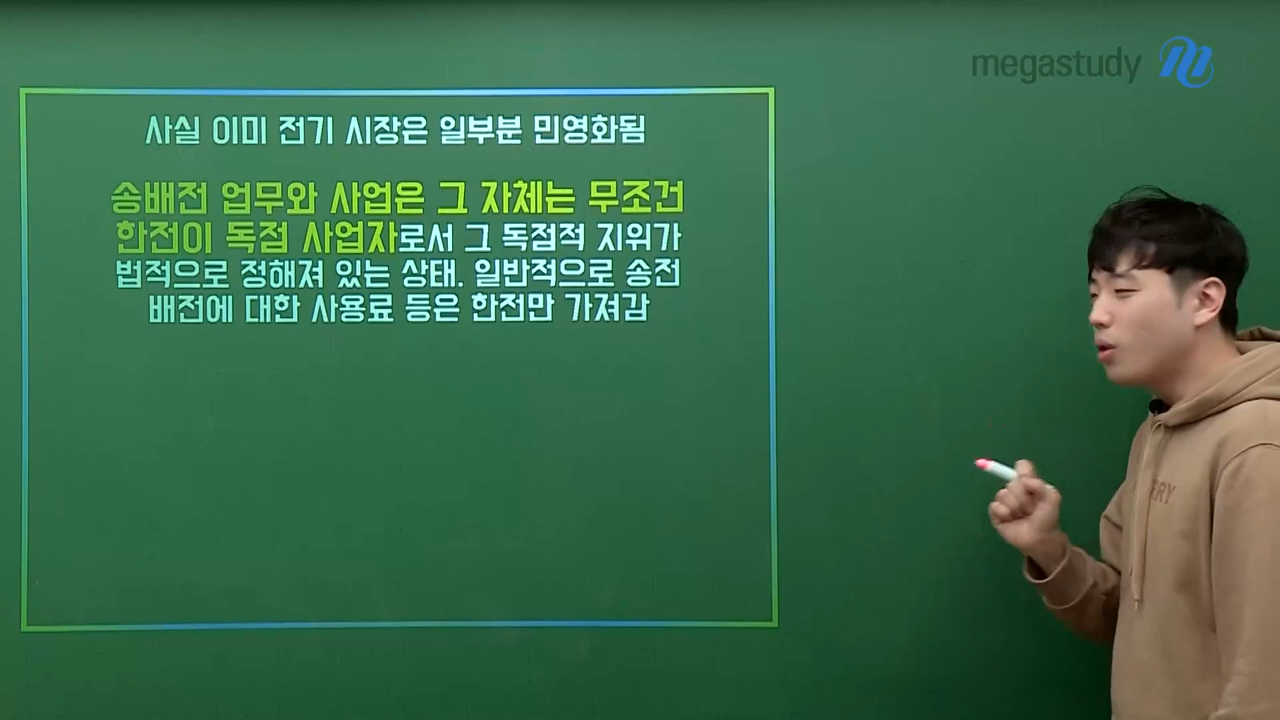 megastudy
사실 이미 전기 시장은 일부분 민영화됨
송배전 업무와 사업은 그 자체는 무조건
한전이 독점 사업자로서 그 독점적 지위가
법적으로 정해져 있는 상태. 일반적으로 송전
배전에 대한 사용료 등은 한전만 가져감
RRY